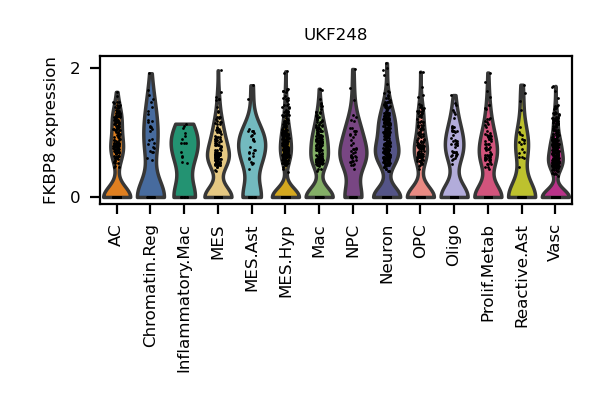 UKF248
FKBP8 expression
2
0
AC
Chromatin.Reg
Inflammatory.Mac
MES
MES.Ast
MES.Hyp
Mac
NPC
Neuron
OPC
Oligo
Prolif.Metab
Reactive.Ast
Vasc